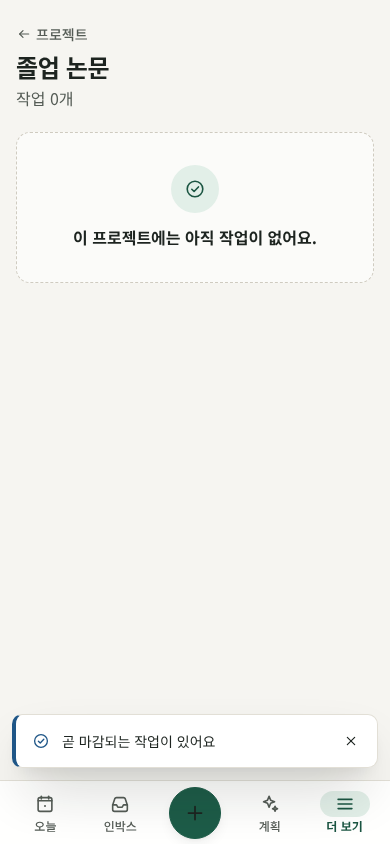 프로젝트
졸업 논문
작업 0개
이 프로젝트에는 아직 작업이 없어요.
곧 마감되는 작업이 있어요
오늘
인박스
계획
더 보기